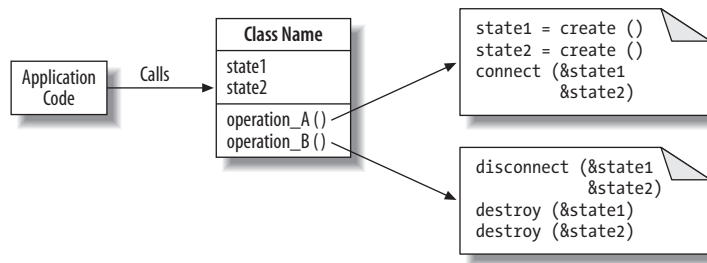 Application
Code
Calls
Class Name
state1
state2
operation_A ()
operation_B ()
state1 = create ()
state2 = create ()
connect (&state1
&state2)
disconnect (&state1
&state2)
destroy (&state1)
destroy (&state2)